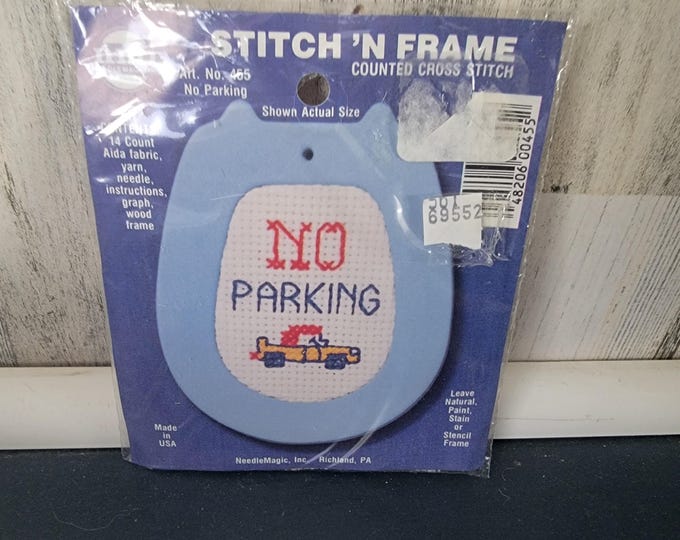 STITCH 'N FRAME
COUNTED CROSS STITCH
Art. No. 455
No Parking
Shown Actual Size
14 Count
Aida fabric,
yarn,
needle,
instructions,
graph,
wood
frame
48206 00455
69552
NO
PARKING
Leave
Natural,
Paint,
Stain
or
Stencil
Frame
Made
in
USA
NeedleMagic, Inc. Richland, PA